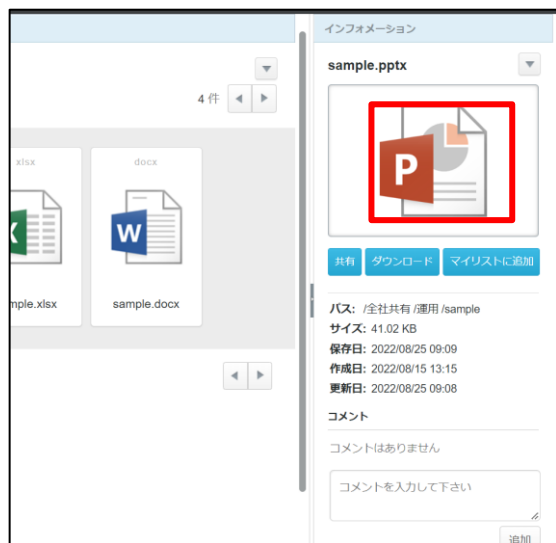 インフォメーション
sample.pptx
4 件
xlsx
docx
P
W
sample.docx
共有 ダウンロード マイリストに追加
パス: /全社共有 /運用 /sample
サイズ: 41.02 KB
保存日: 2022/08/25 09:09
作成日: 2022/08/15 13:15
更新日: 2022/08/25 09:08
コメント
コメントはありません
コメントを入力して下さい
追加